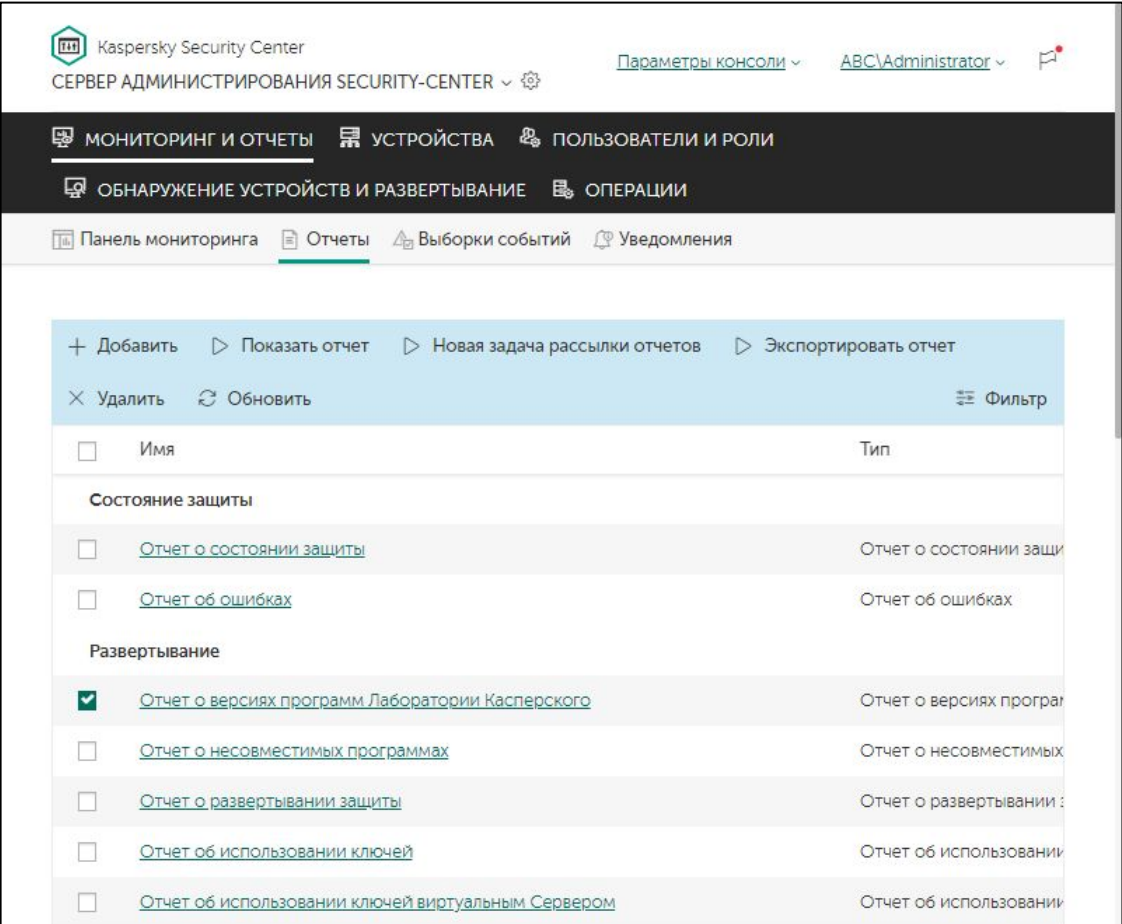 Kaspersky Security Center
СЕРВЕР АДМИНИСТРИРОВАНИЯ SECURITY-CENTER
Параметры консоли
ABC\Administrator
МОНИТОРИНГ И ОТЧЕТЫ УСТРОЙСТВА ПОЛЬЗОВАТЕЛИ И РОЛИ
ОБНАРУЖЕНИЕ УСТРОЙСТВ И РАЗВЕРТЫВАНИЕ ОПЕРАЦИИ
Панель мониторинга Отчеты Выборки событий Уведомления
Добавить Показать отчет Новая задача рассылки отчетов Экспортировать отчет
Удалить Обновить Фильтр
Имя Тип
Состояние защиты
Отчет о состоянии защиты Отчет о состоянии защи
Отчет об ошибках Отчет об ошибках
Развертывание
Отчет о версиях программ Лаборатории Касперского Отчет о версиях програм
Отчет о несовместимых программах Отчет о несовместимых
Отчет о развертывании защиты Отчет о развертывании
Отчет об использовании ключей Отчет об использовании
Отчет об использовании ключей виртуальным Сервером Отчет об использовании